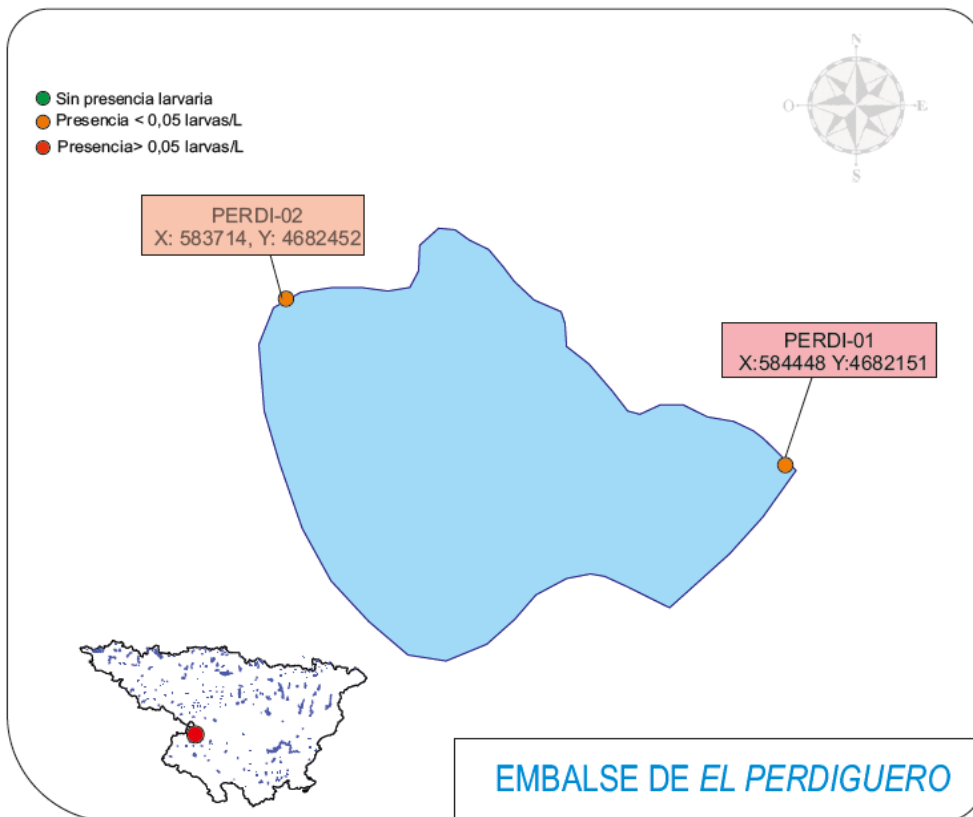 N
O
E
S
Sin presencia larvaria
Presencia < 0,05 larvas/L
Presencia> 0,05 larvas/L
PERDI-02
X: 583714, Y: 4682452
PERDI-01
X:584448 Y:4682151
EMBALSE DE EL PERDIGUERO